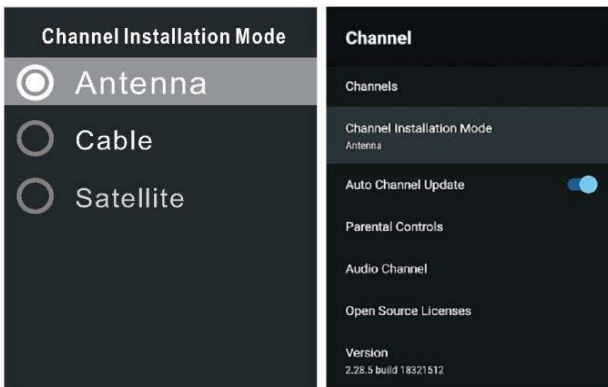 Channel Installation Mode
Antenna
Cable
Satellite
Channel
Channels
Channel Installation Mode
Antenna
Auto Channel Update
Parental Controls
Audio Channel
Open Source Licenses
Version
2.28.5 build 18321512